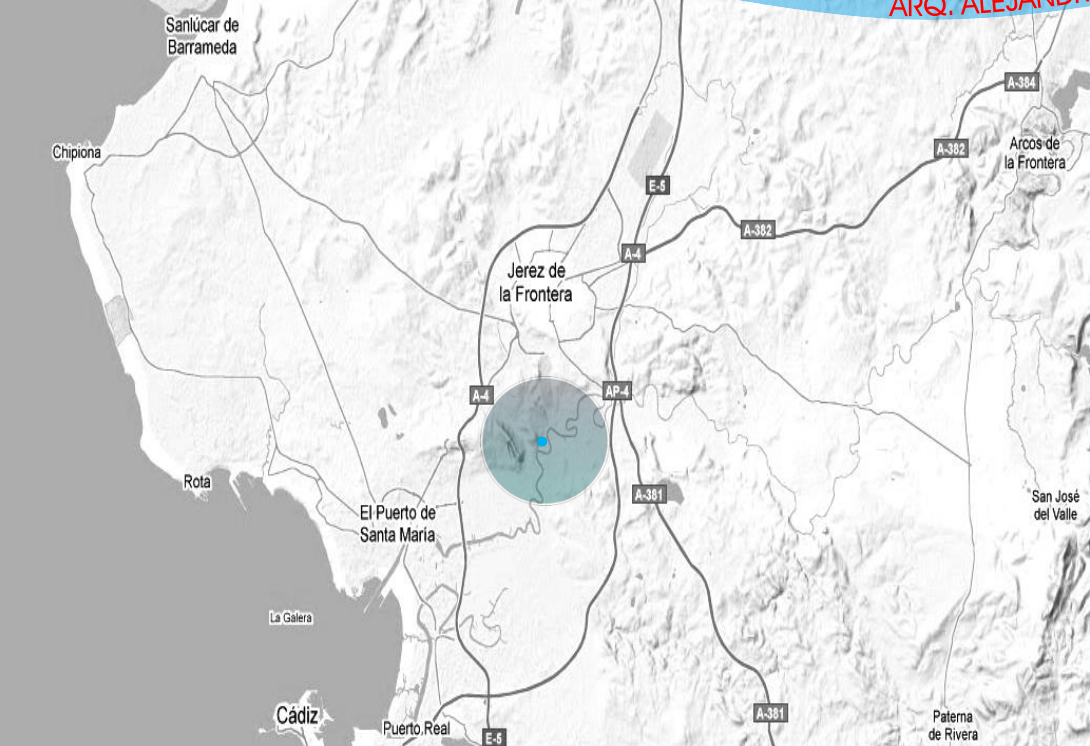 ARQ. ALEJANDR
Sanlúcar de
Barrameda
A-384
Chipiona
A-382
Arcos de
la Frontera
E-5
A-382
A-4
Jerez de
la Frontera
A-4
AP-4
Rota
A-381
San José
del Valle
El Puerto de
Santa María
La Galera
Cádiz
Puerto Real
A-381
Paterna
de Rivera
E-5